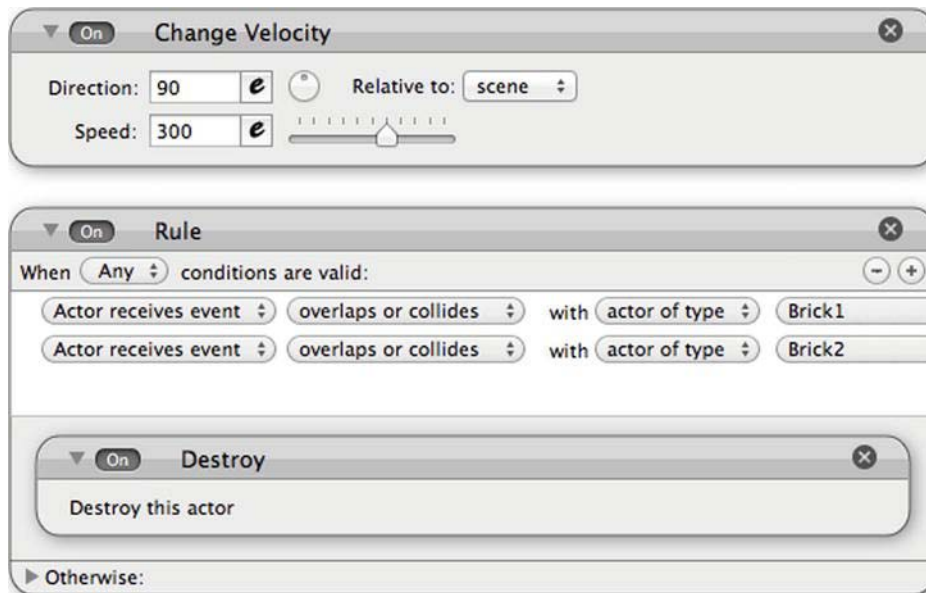 On Change Velocity
Direction: 90 e Relative to: scene
Speed: 300 e
On Rule
When Any conditions are valid:
Actor receives event overlaps or collides with actor of type Brick1
Actor receives event overlaps or collides with actor of type Brick2
On Destroy
Destroy this actor
Otherwise: